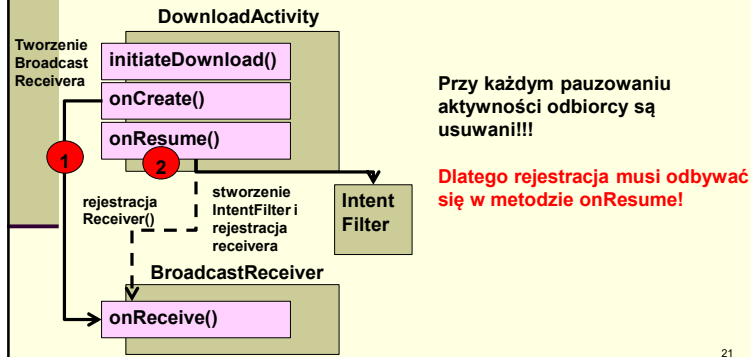 DownloadActivity
Tworzenie
Broadcast
Receivera
initiateDownload()
onCreate()
onResume()
1
2
rejestracja
Receiver()
stworzenie
IntentFilter i
rejestracja
receivera
Intent
Filter
BroadcastReceiver
onReceive()
Przy każdym pauzowaniu
aktywności odbiorcy są
usuwani!!!
Dlatego rejestracja musi odbywać
się w metodzie onResume!
21